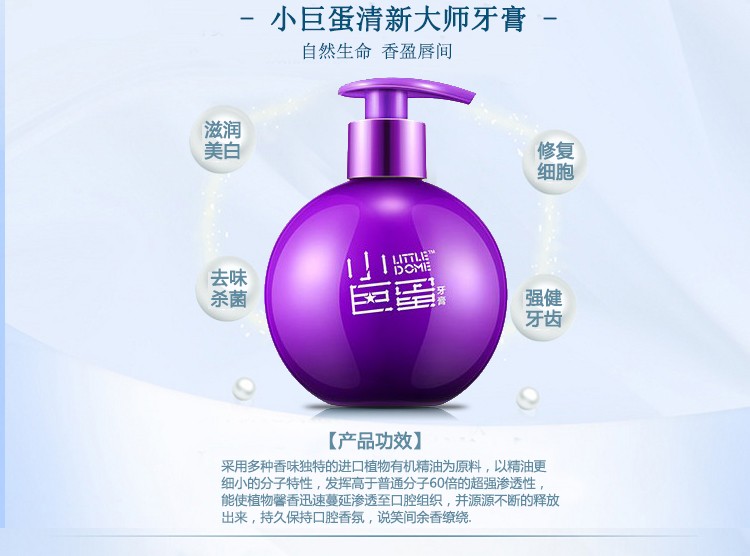 - 小巨蛋清新大师牙膏 -
自然生命 香盈唇间
滋润
美白
修复
细胞
去味
杀菌
强健
牙齿
小巨蛋
LITTLE™
DOME
牙膏
【产品功效】
采用多种香味独特的进口植物有机精油为原料，以精油更
细小的分子特性，发挥高于普通分子60倍的超强渗透性，
能使植物馨香迅速蔓延渗透至口腔组织，并源源不断的释放
出来，持久保持口腔香氛，说笑间余香缭绕.